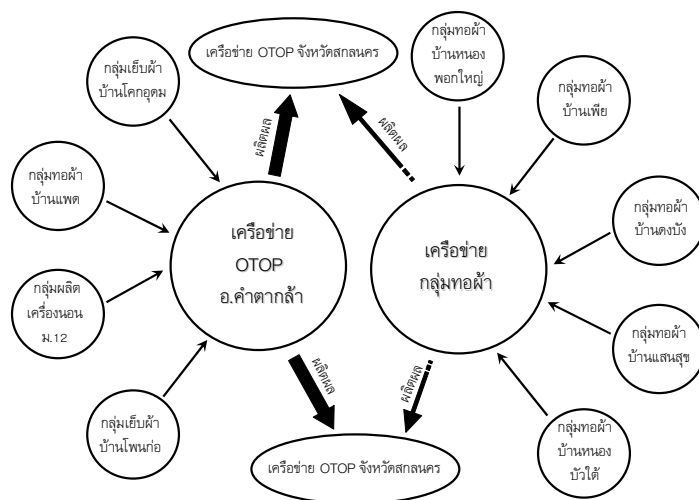 เครือข่าย OTOP จังหวัดสกลนคร
กลุ่มทอผ้า
บ้านหนอง
พอกใหญ่
กลุ่มเย็บผ้า
บ้านโคกอุดม
กลุ่มทอผ้า
บ้านเพีย
ผลิตผล
ผลิตผล
กลุ่มทอผ้า
บ้านแพด
เครือข่าย
OTOP
อ.คำตากล้า
เครือข่าย
กลุ่มทอผ้า
กลุ่มทอผ้า
บ้านดงบัง
กลุ่มผลิต
เครื่องนอน
ม.12
กลุ่มทอผ้า
บ้านแสนสุข
ผลิตผล
ผลิตผล
กลุ่มเย็บผ้า
บ้านโพนก่อ
กลุ่มทอผ้า
บ้านหนอง
บัวใต้
เครือข่าย OTOP จังหวัดสกลนคร